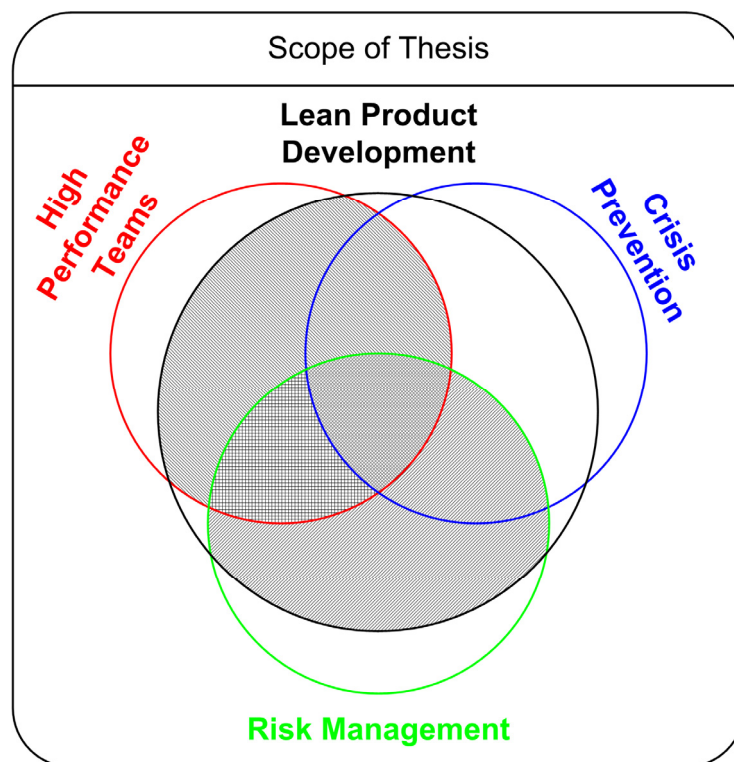 Scope of Thesis
Lean Product
Development
High
Performance
Teams
Crisis
Prevention
Risk Management